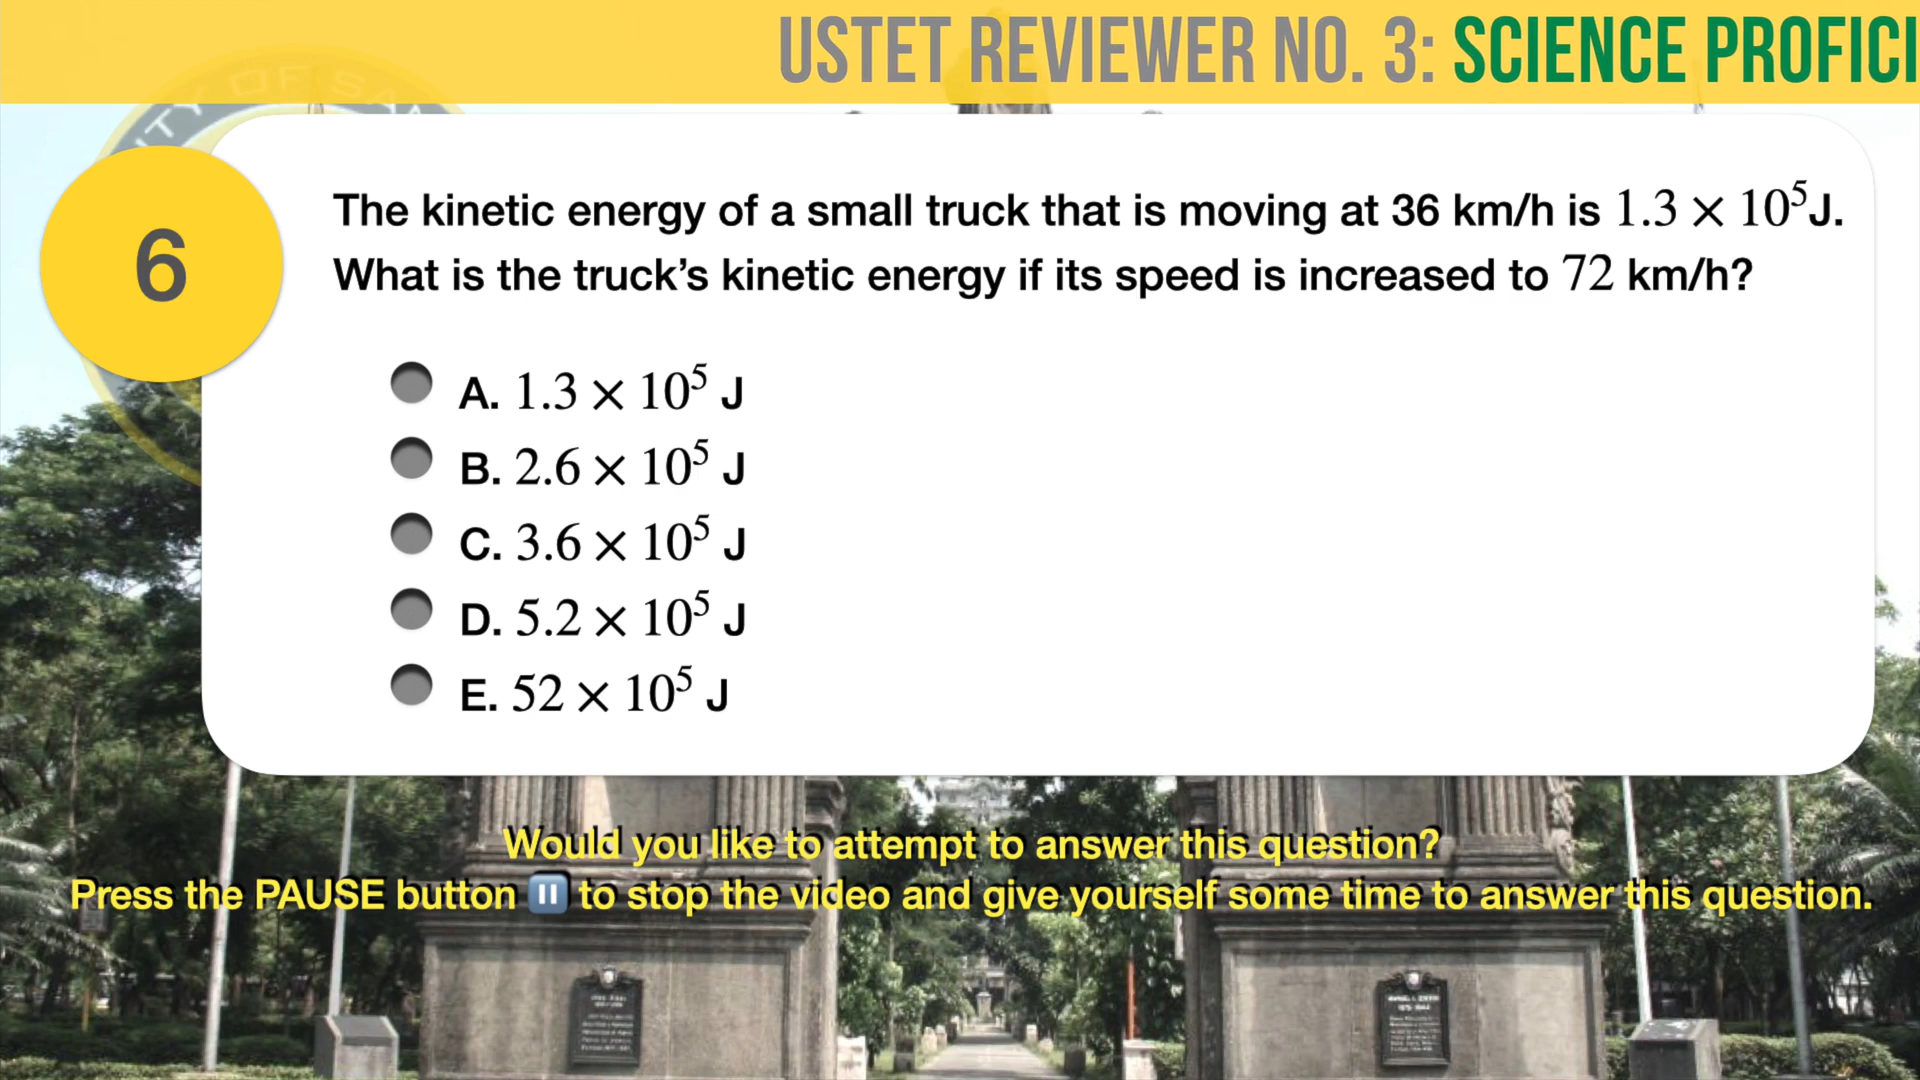 USTET REVIEWER NO. 3: SCIENCE PROFICI
ITY OF SA
6
The kinetic energy of a small truck that is moving at 36 km/h is 1.3 × 10⁵J.
What is the truck’s kinetic energy if its speed is increased to 72 km/h?
A. 1.3 × 10⁵ J
B. 2.6 × 10⁵ J
C. 3.6 × 10⁵ J
D. 5.2 × 10⁵ J
E. 52 × 10⁵ J
Would you like to attempt to answer this question?
Press the PAUSE button ⏸ to stop the video and give yourself some time to answer this question.